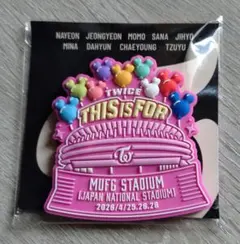 NAYEON JEONGYEON MOMO SANA JIHYO
MINA DAHYUN CHAEYOUNG TZUYU
TWICE
THIS IS FOR
MUFG STADIUM
(JAPAN NATIONAL STADIUM)
2026/4/25.26.28